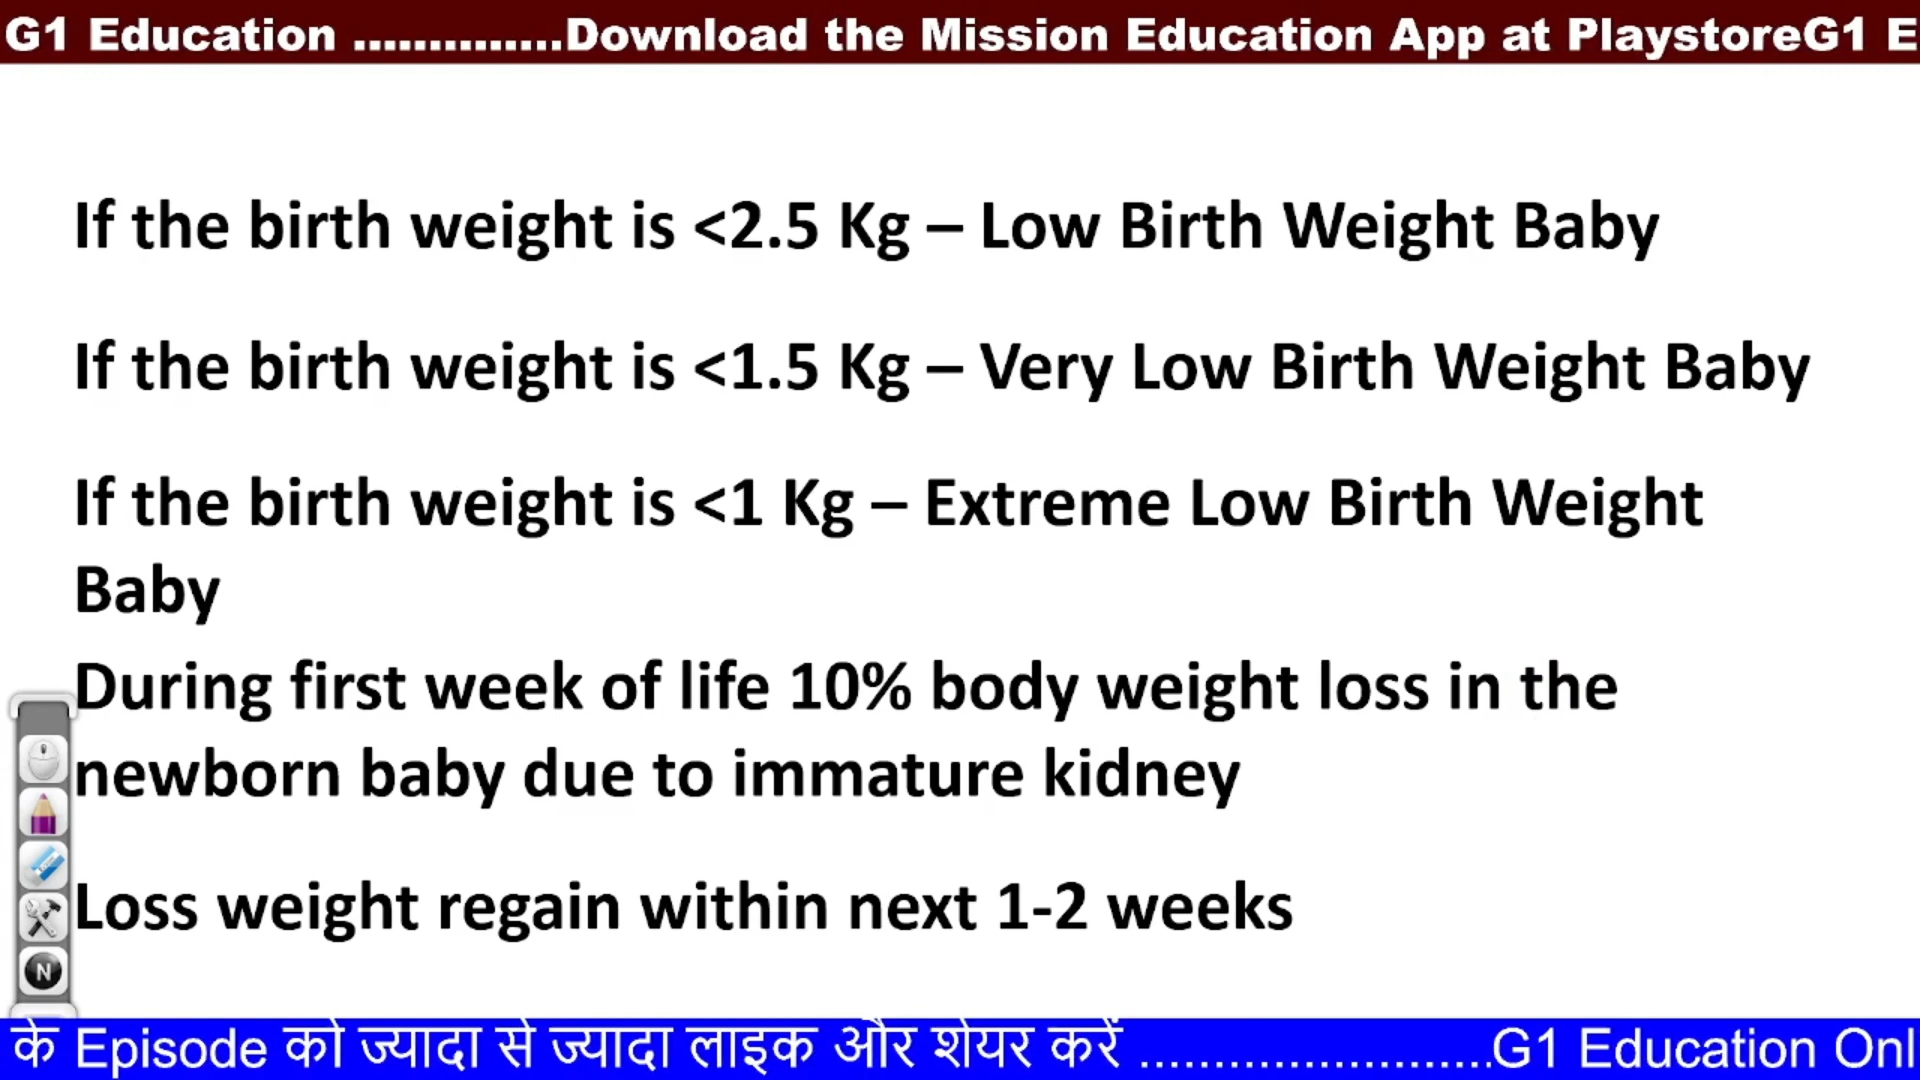 G1 Education ..............Download the Mission Education App at PlaystoreG1 E
If the birth weight is <2.5 Kg – Low Birth Weight Baby
If the birth weight is <1.5 Kg – Very Low Birth Weight Baby
If the birth weight is <1 Kg – Extreme Low Birth Weight
Baby
During first week of life 10% body weight loss in the
newborn baby due to immature kidney
Loss weight regain within next 1-2 weeks
N
के Episode को ज्यादा से ज्यादा लाइक और शेयर करें ........................G1 Education Onl